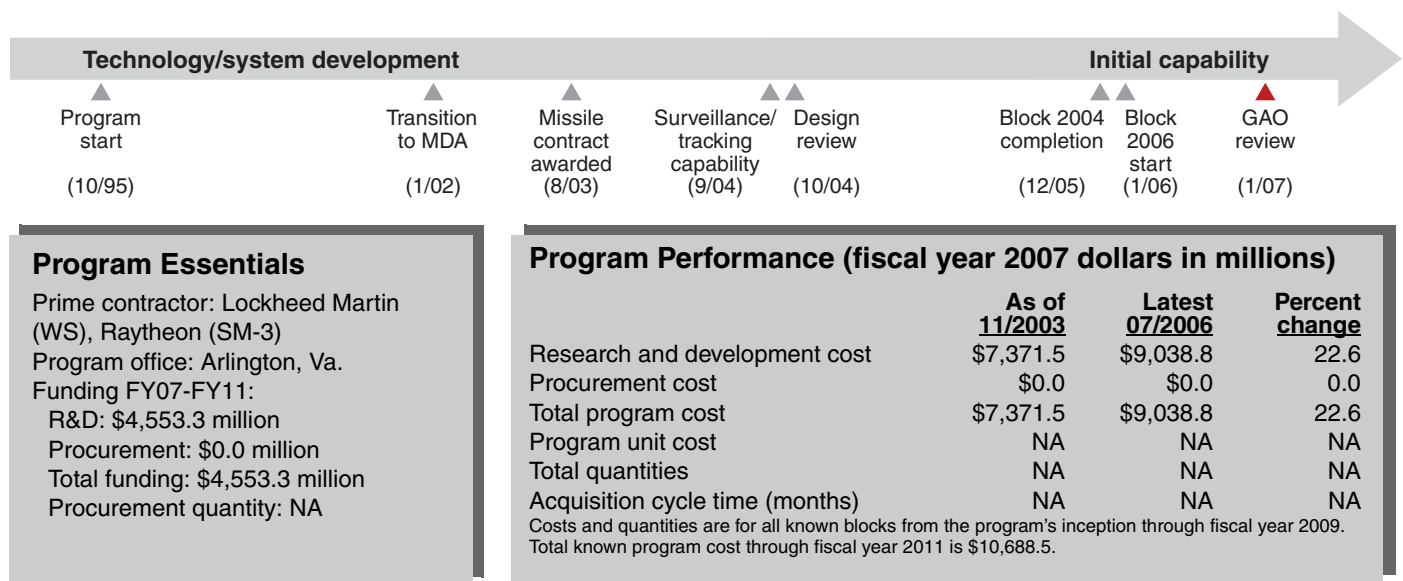 Technology/system development
Initial capability
Program
start
(10/95)
Transition
to MDA
(1/02)
Missile
contract
awarded
(8/03)
Surveillance/
tracking
capability
(9/04)
Design
review
(10/04)
Block 2004
completion
(12/05)
Block
2006
start
(1/06)
GAO
review
(1/07)
Program Essentials
Prime contractor: Lockheed Martin
(WS), Raytheon (SM-3)
Program office: Arlington, Va.
Funding FY07-FY11:
R&D: $4,553.3 million
Procurement: $0.0 million
Total funding: $4,553.3 million
Procurement quantity: NA
Program Performance (fiscal year 2007 dollars in millions)
As of Latest Percent
11/2003 07/2006 change
Research and development cost $7,371.5 $9,038.8 22.6
Procurement cost $0.0 $0.0 0.0
Total program cost $7,371.5 $9,038.8 22.6
Program unit cost NA NA NA
Total quantities NA NA NA
Acquisition cycle time (months) NA NA NA
Costs and quantities are for all known blocks from the program's inception through fiscal year 2009.
Total known program cost through fiscal year 2011 is $10,688.5.